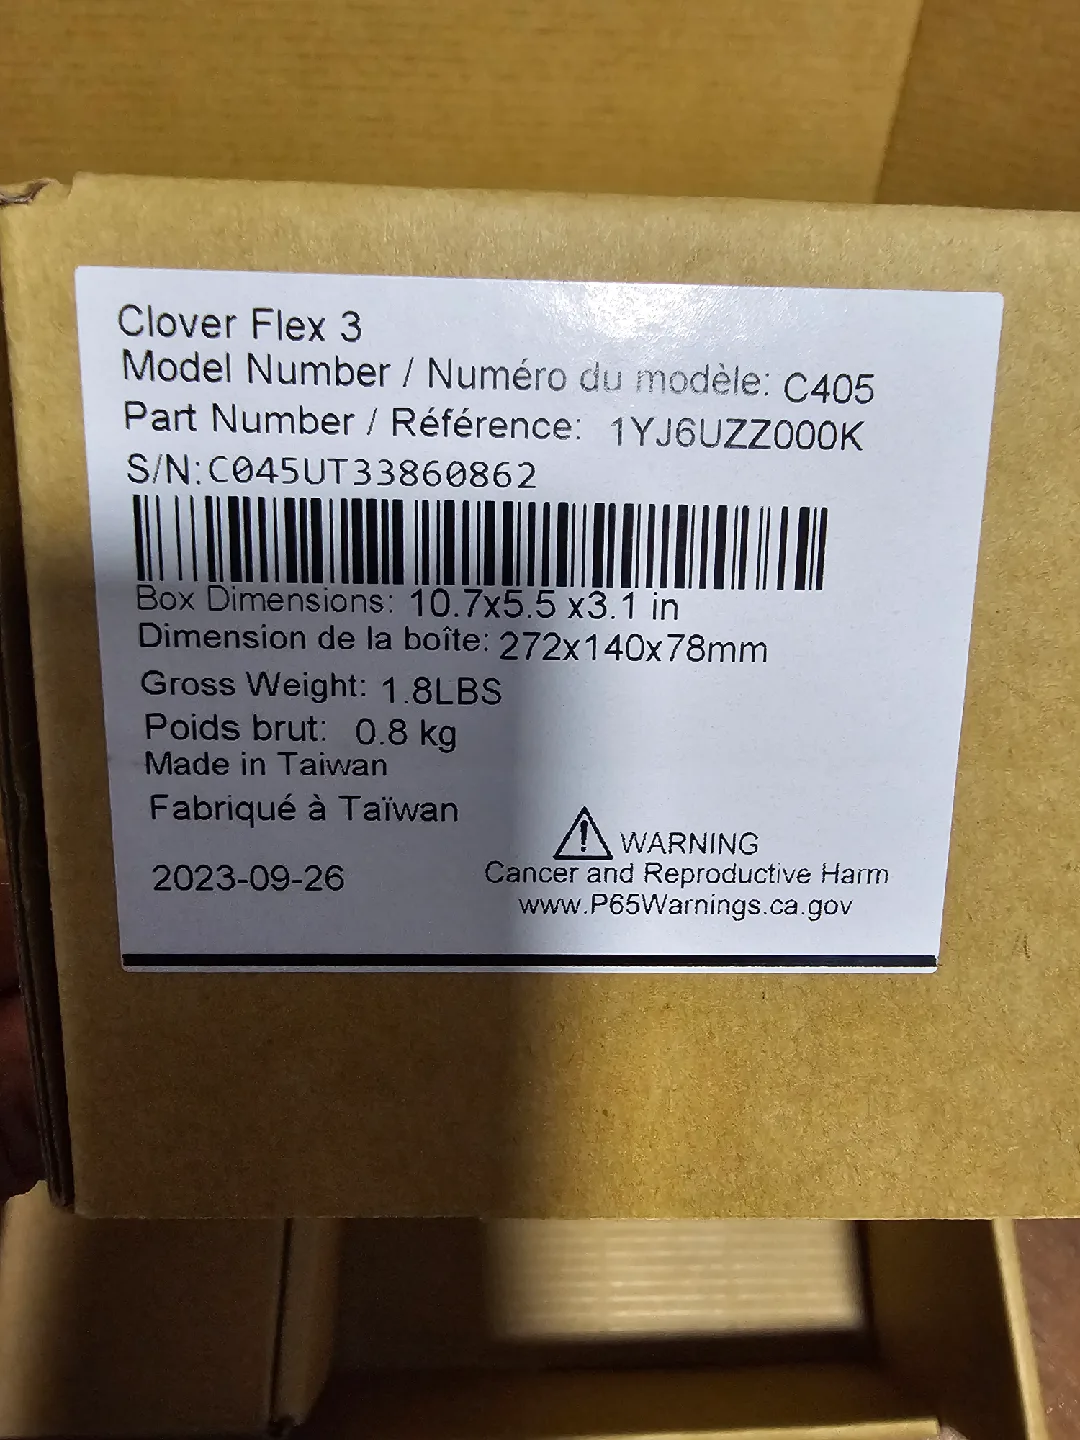 Clover Flex 3
Model Number / Numéro du modèle: C405
Part Number / Référence: 1YJ6UZZ000K
S/N:C045UT33860862
Box Dimensions: 10.7x5.5 x3.1 in
Dimension de la boîte: 272x140x78mm
Gross Weight: 1.8LBS
Poids brut: 0.8 kg
Made in Taiwan
Fabriqué à Taïwan
2023-09-26
WARNING
Cancer and Reproductive Harm
www.P65Warnings.ca.gov